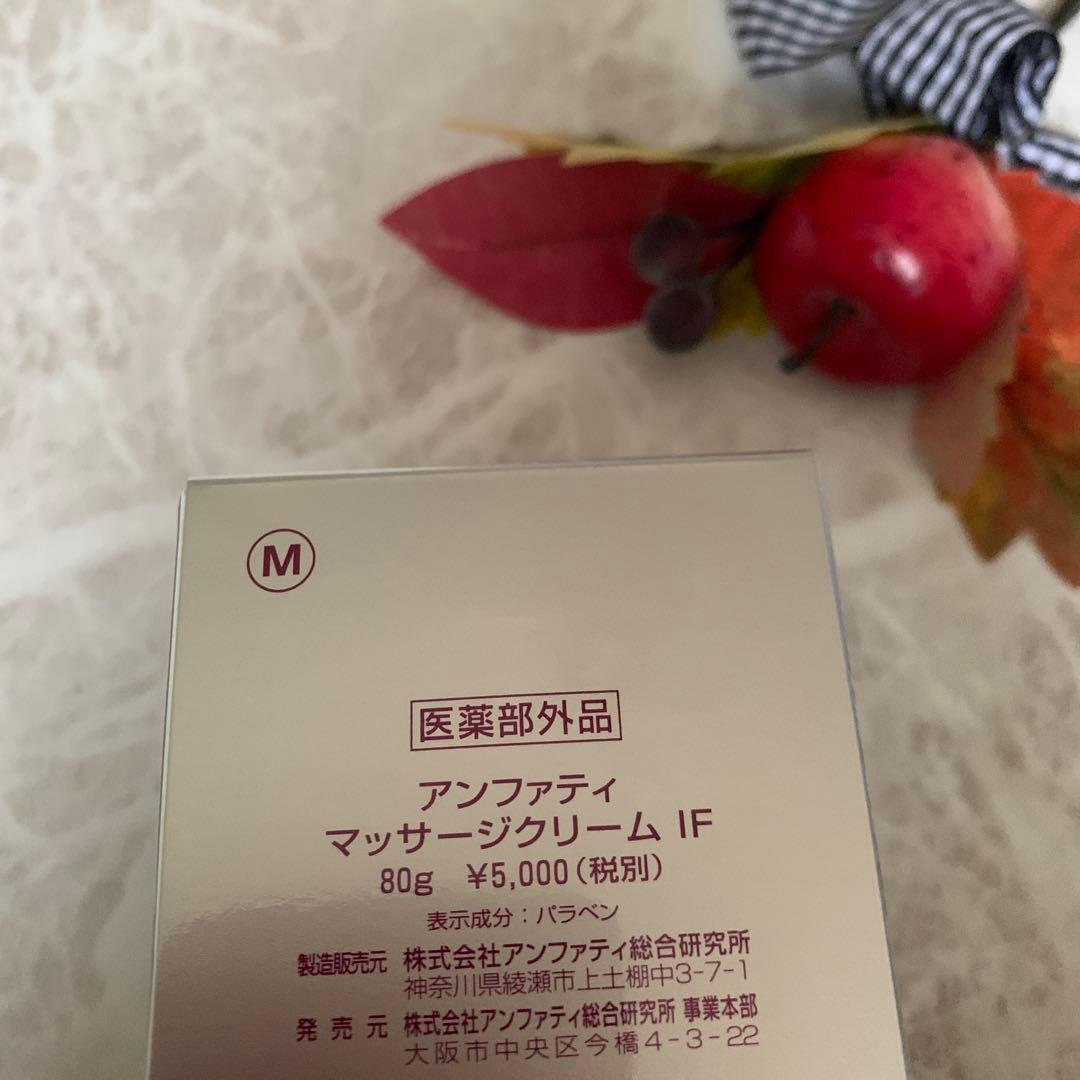 M
医薬部外品
アンファティ
マッサージクリーム IF
80g ¥5,000(税別)
表示成分：パラベン
製造販売元 株式会社アンファティ総合研究所
神奈川県綾瀬市上土棚中3-7-1
発売元 株式会社アンファティ総合研究所 事業本部
大阪市中央区今橋4-3-22